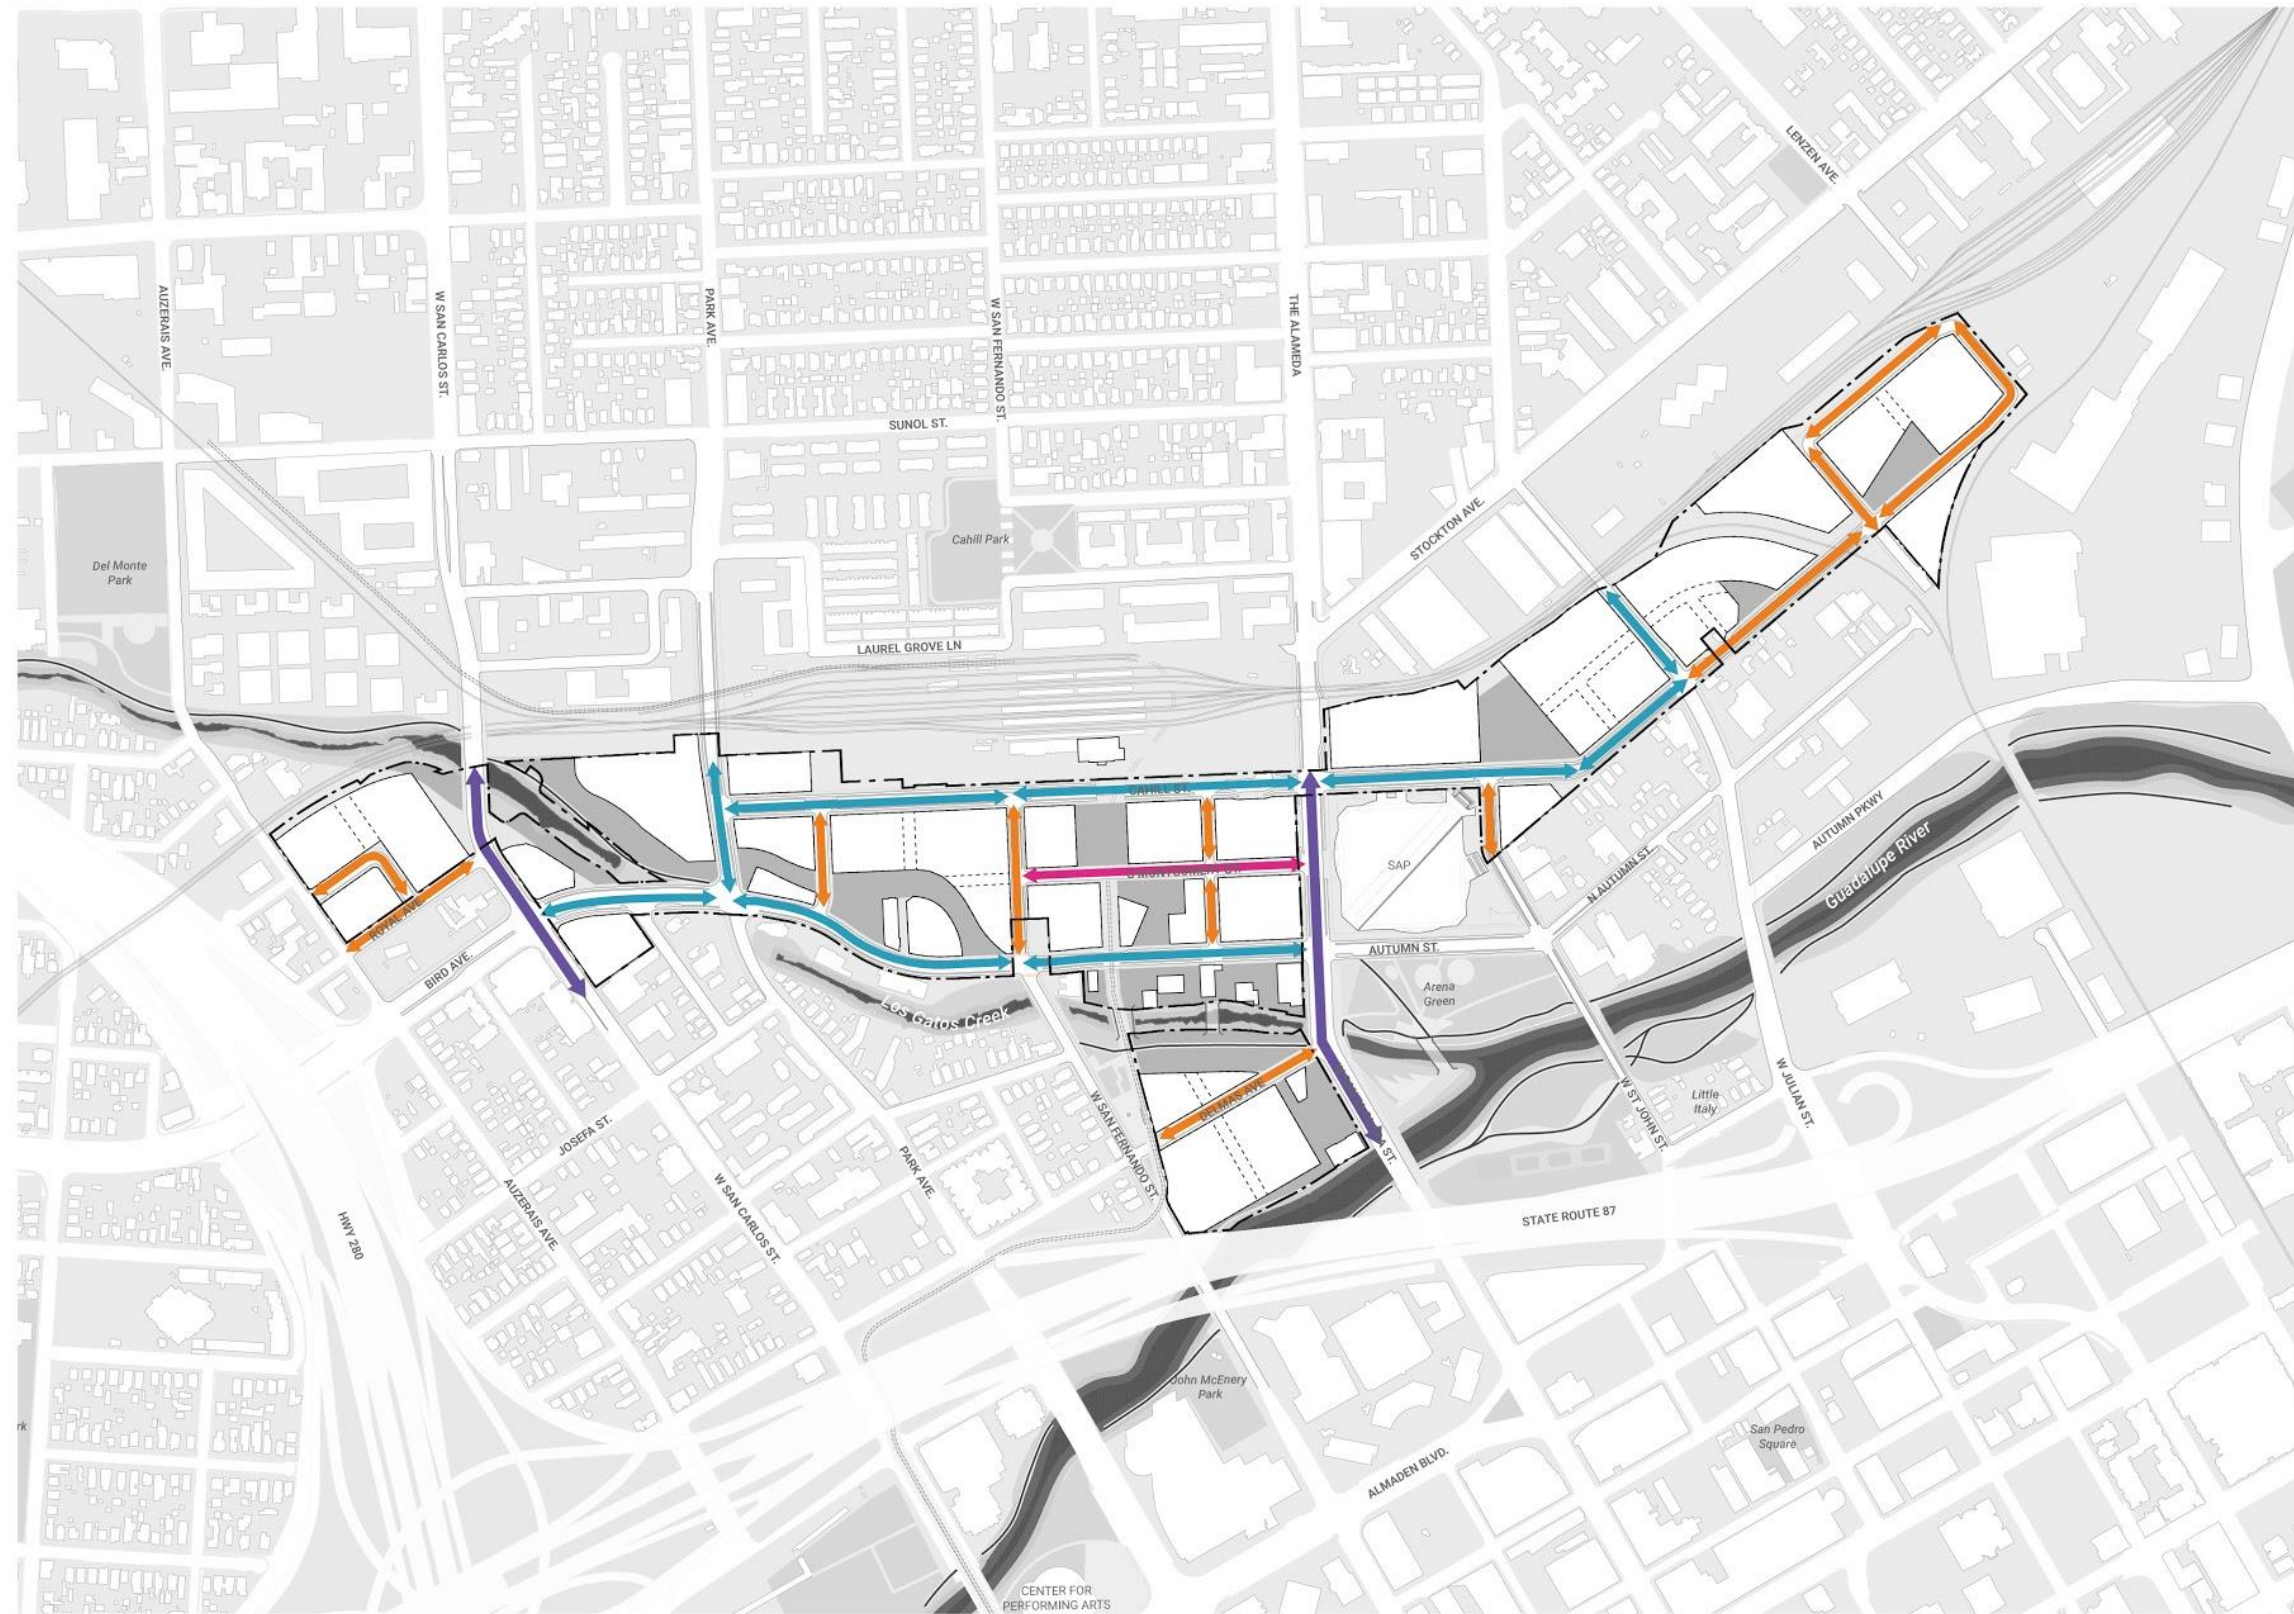 LENZEN AVE.
AUZERAIS AVE.
W SAN CARLOS ST.
PARK AVE.
W SAN FERNANDO ST.
THE ALAMEDA
SUNOL ST.
STOCKTON AVE.
Cahill Park
Del Monte
Park
LAUREL GROVE LN
CAHILL ST.
AUTUMN PKWY
Guadalupe River
SAP
N AUTUMN ST.
ROYAL AVE.
AUTUMN ST.
BIRD AVE.
Arena
Green
Los Gatos Creek
DELMAS AVE
W SAN FERNANDO ST.
W ST JOHN ST.
Little
Italy
W JULIAN ST.
JOSEFA ST.
PARK AVE.
A ST.
AUZERAIS AVE.
W SAN CARLOS ST.
HWY 280
STATE ROUTE 87
John McEnery
Park
rk
San Pedro
Square
ALMADEN BLVD.
CENTER FOR
PERFORMING ARTS